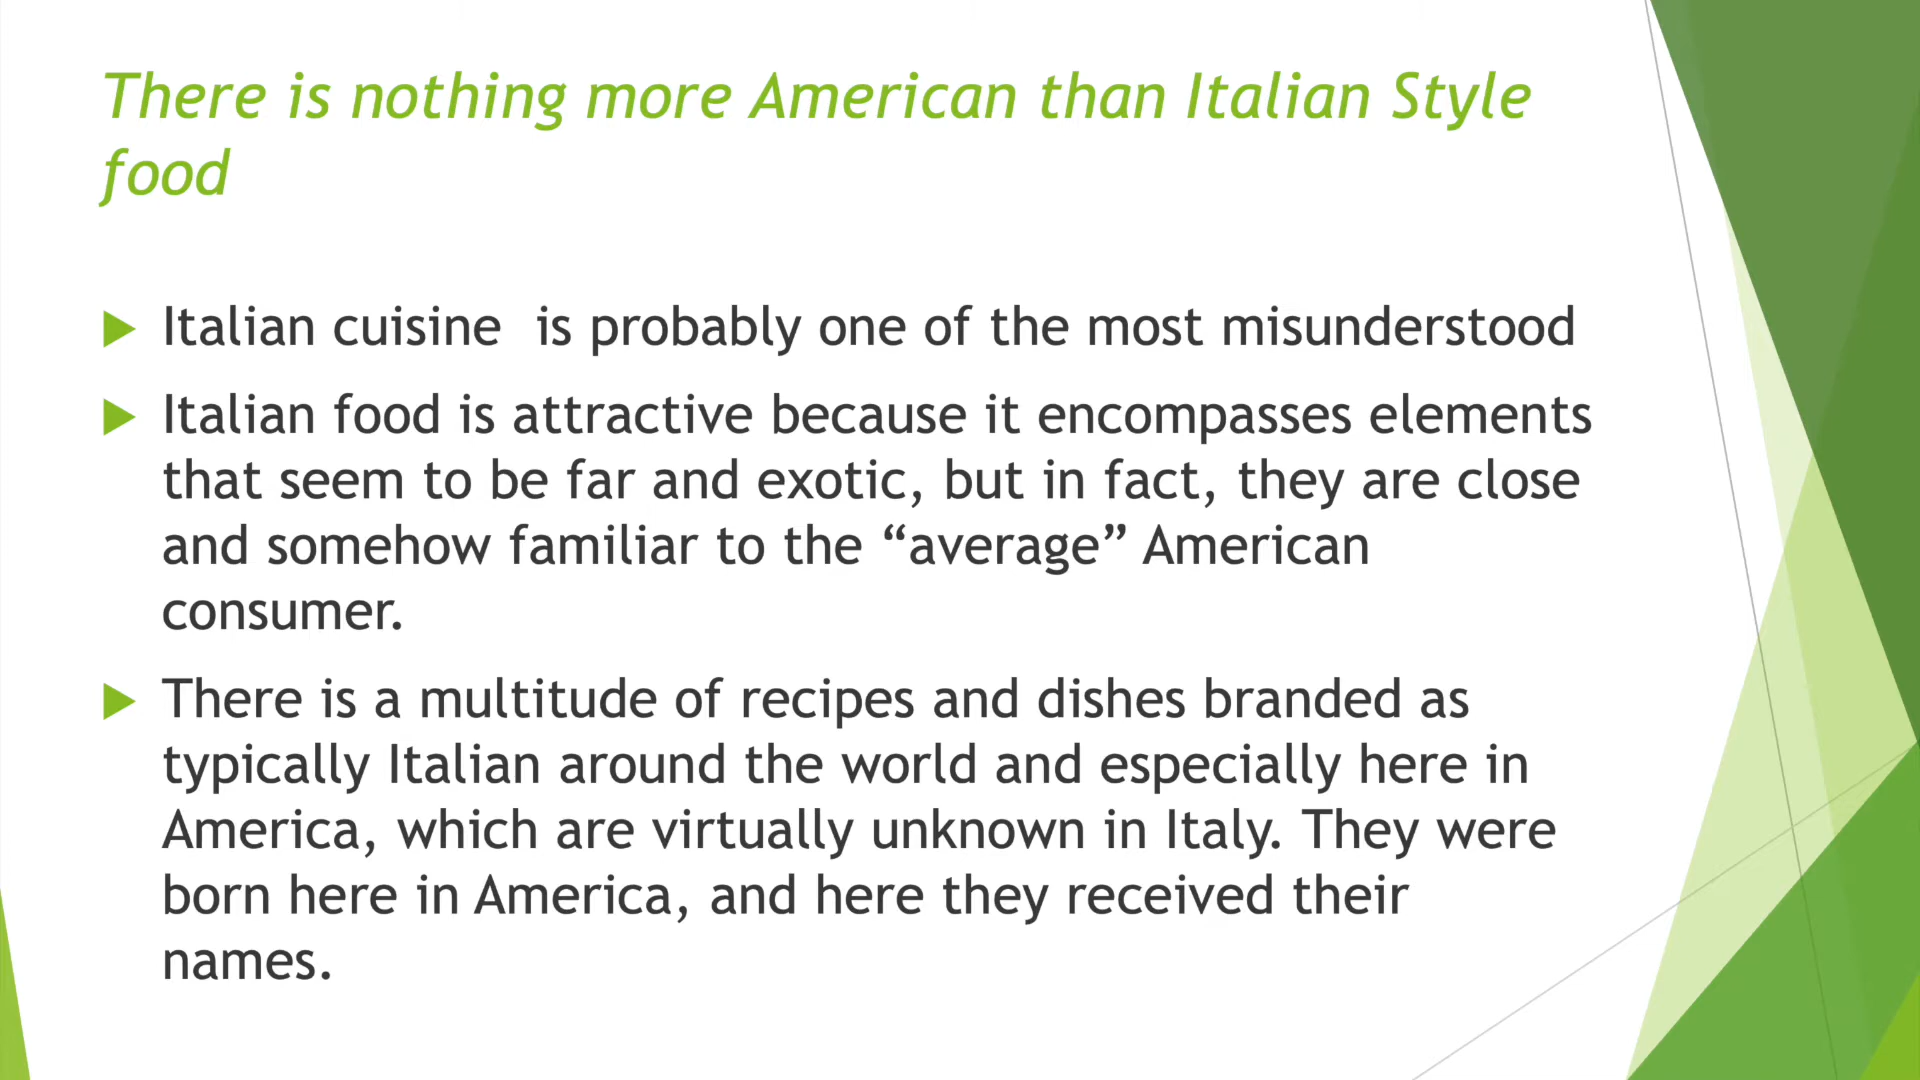 There is nothing more American than Italian Style
food
Italian cuisine  is probably one of the most misunderstood
Italian food is attractive because it encompasses elements
that seem to be far and exotic, but in fact, they are close
and somehow familiar to the “average” American
consumer.
There is a multitude of recipes and dishes branded as
typically Italian around the world and especially here in
America, which are virtually unknown in Italy. They were
born here in America, and here they received their
names.